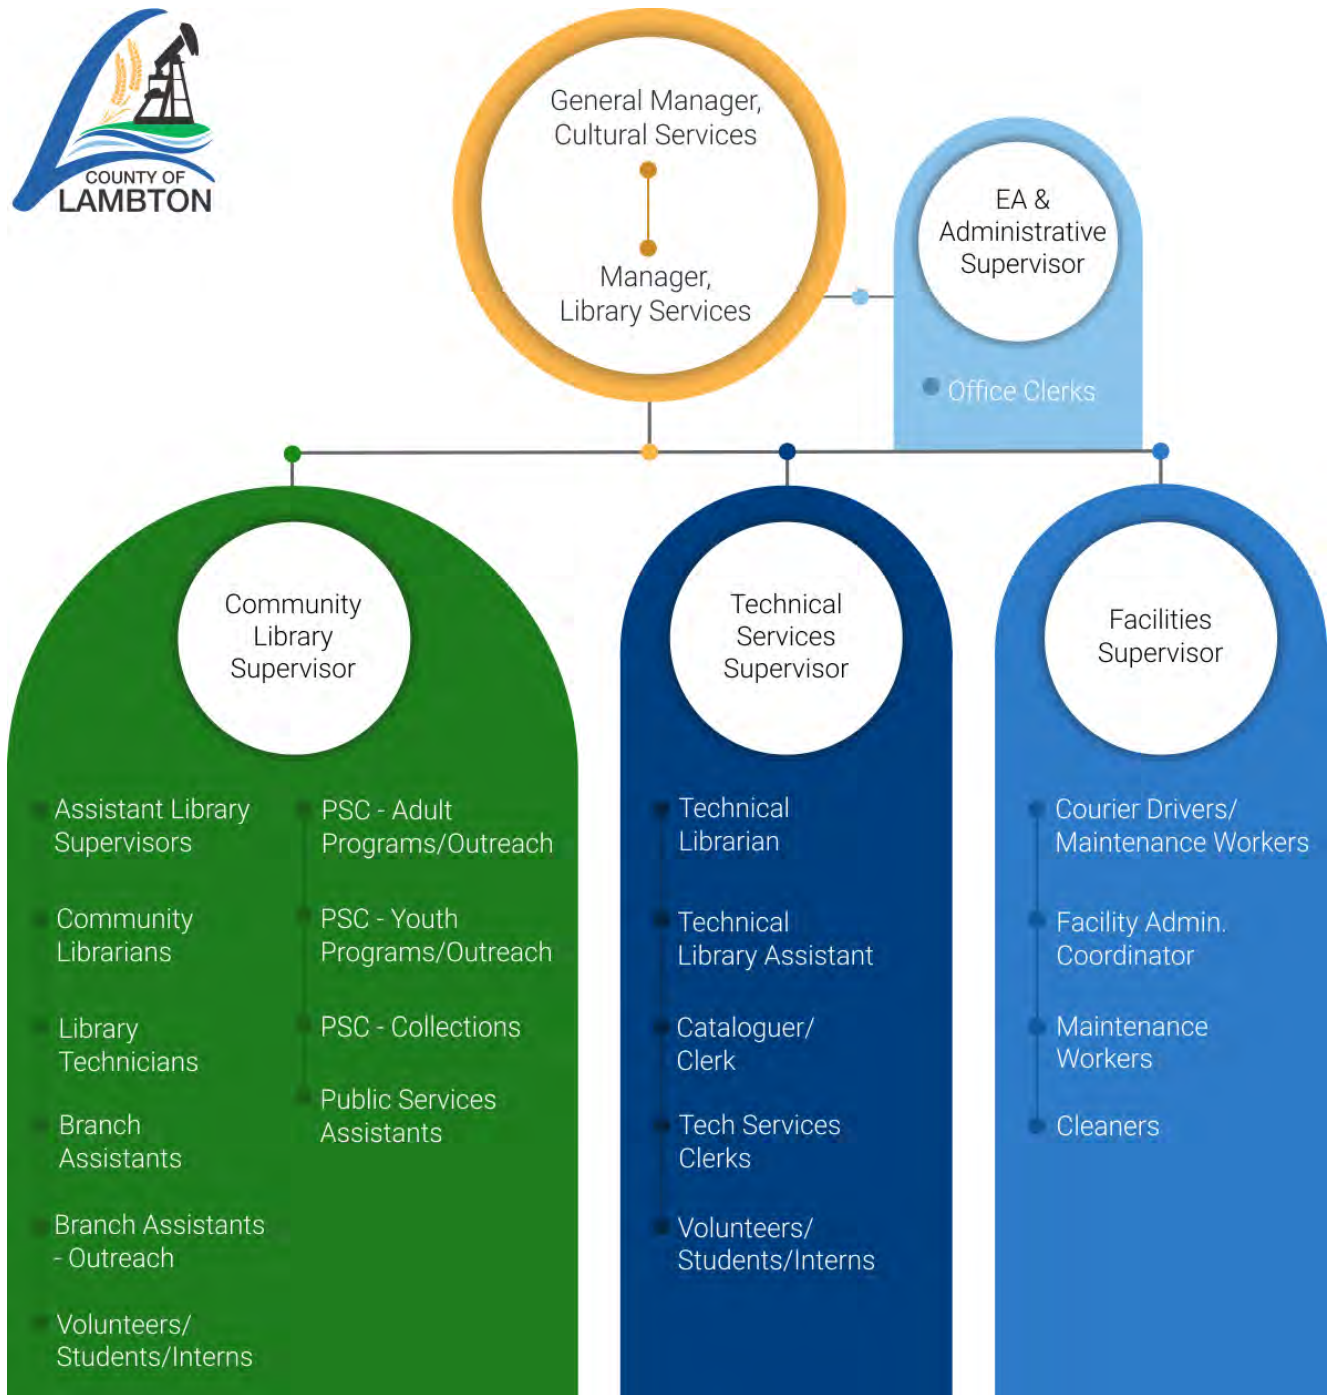 COUNTY OF
LAMBTON
General Manager,
Cultural Services
Manager,
Library Services
EA &
Administrative
Supervisor
Office Clerks
Community
Library
Supervisor
Assistant Library
Supervisors
Community
Librarians
Library
Technicians
Branch
Assistants
Branch Assistants
- Outreach
Volunteers/
Students/Interns
PSC - Adult
Programs/Outreach
PSC - Youth
Programs/Outreach
PSC - Collections
Public Services
Assistants
Technical
Services
Supervisor
Technical
Librarian
Technical
Library Assistant
Cataloguer/
Clerk
Tech Services
Clerks
Volunteers/
Students/Interns
Facilities
Supervisor
Courier Drivers/
Maintenance Workers
Facility Admin.
Coordinator
Maintenance
Workers
Cleaners